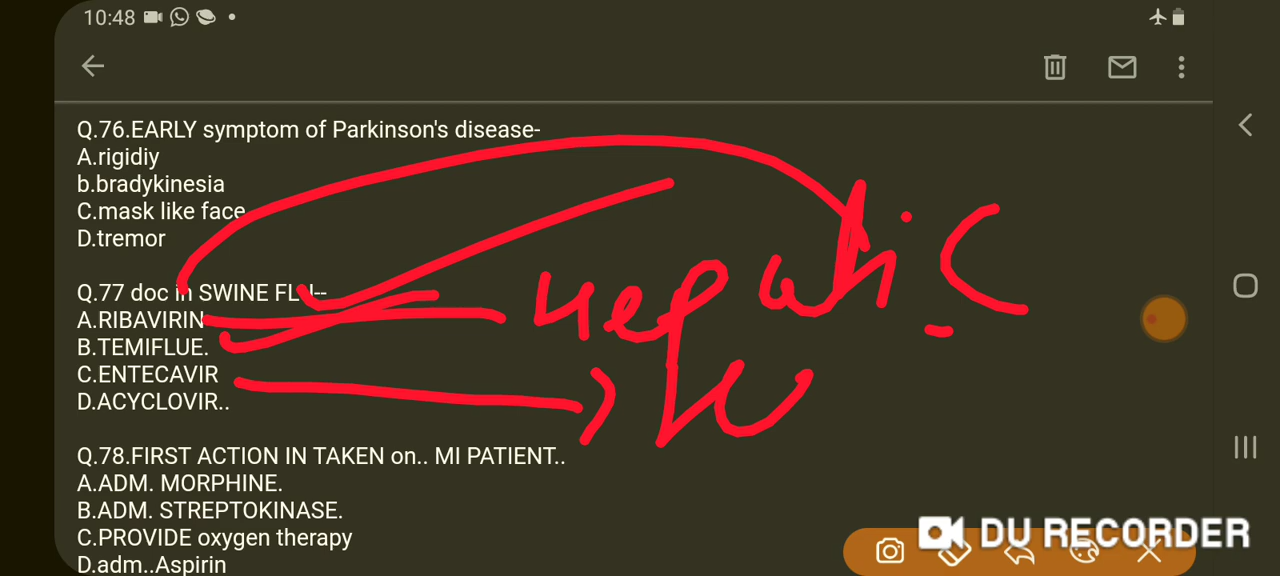 10:48
Q.76.EARLY symptom of Parkinson's disease-
A.rigidiy
b.bradykinesia
C.mask like face
D.tremor
Q.77 doc in SWINE FLU--
A.RIBAVIRIN
B.TEMIFLUE.
C.ENTECAVIR
D.ACYCLOVIR..
Q.78.FIRST ACTION IN TAKEN on.. MI PATIENT..
A.ADM. MORPHINE.
B.ADM. STREPTOKINASE.
C.PROVIDE oxygen therapy
D.adm..Aspirin
DU RECORDER